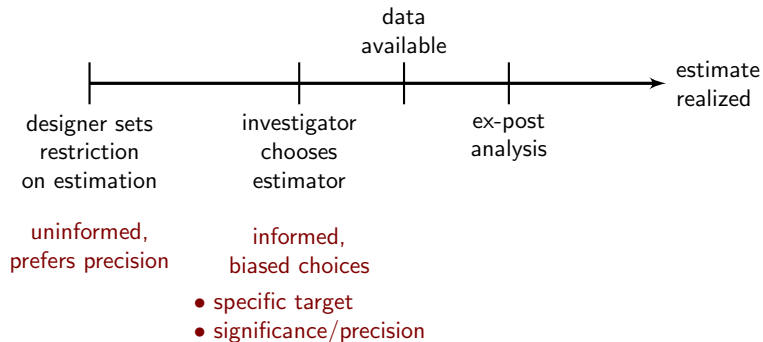 data
available
estimate
realized
designer sets
restriction
on estimation
investigator
chooses
estimator
ex-post
analysis
uninformed,
prefers precision
informed,
biased choices
• specific target
• significance/precision